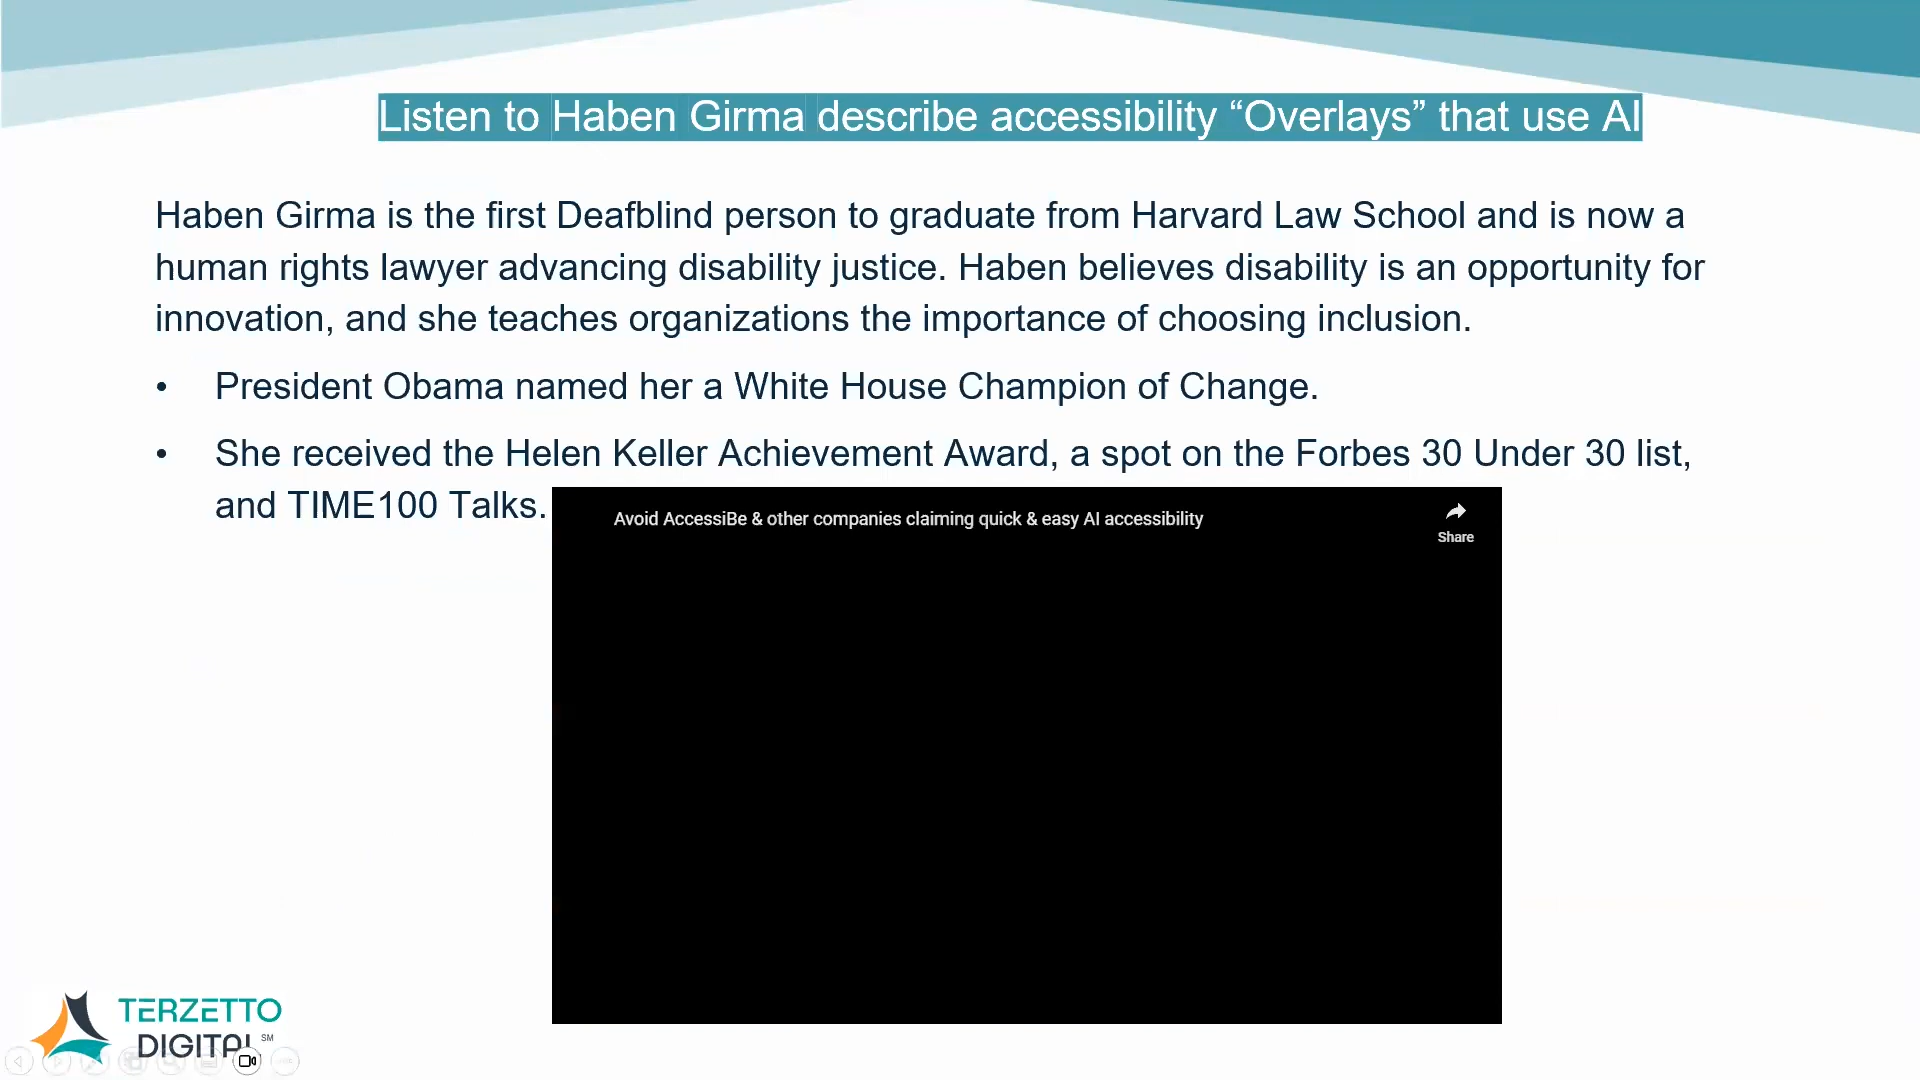 Listen to Haben Girma describe accessibility “Overlays” that use AI
Haben Girma is the first Deafblind person to graduate from Harvard Law School and is now a
human rights lawyer advancing disability justice. Haben believes disability is an opportunity for
innovation, and she teaches organizations the importance of choosing inclusion.
• President Obama named her a White House Champion of Change.
• She received the Helen Keller Achievement Award, a spot on the Forbes 30 Under 30 list,
and TIME100 Talks.
Avoid AccessiBe & other companies claiming quick & easy AI accessibility
Share
TERZETTO
DIGITAL SM